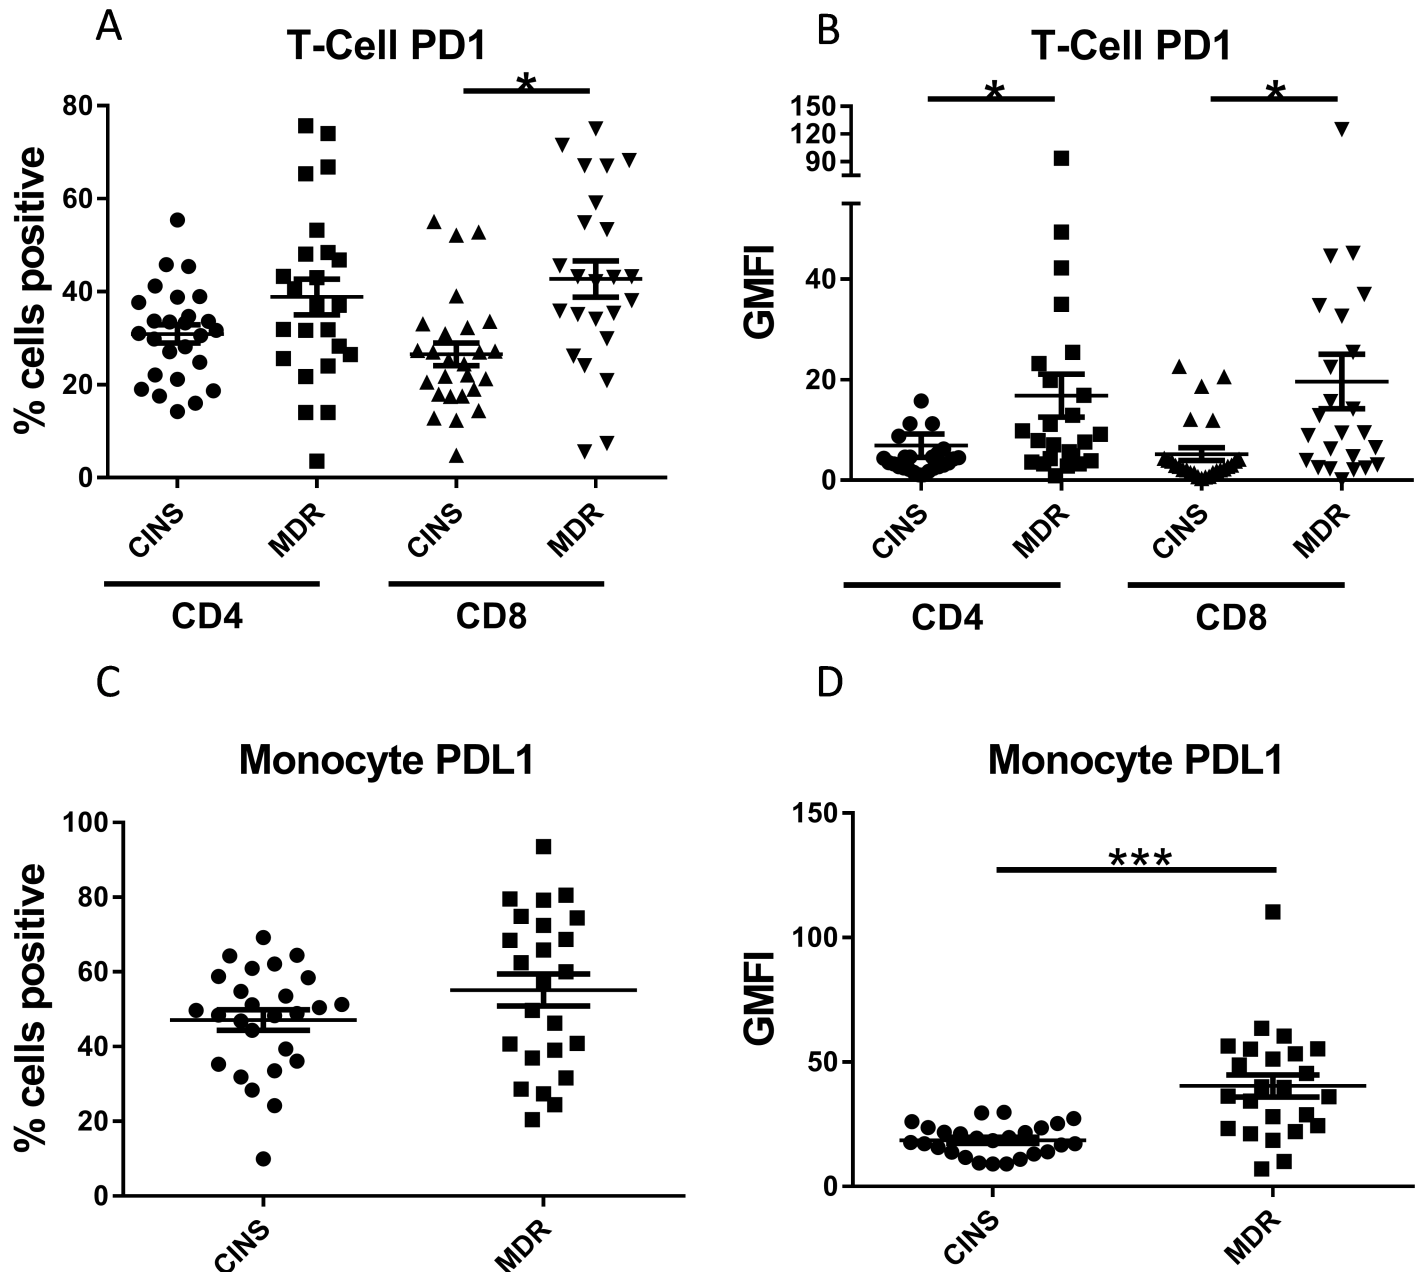 A
T-Cell PD1
*
% cells positive
80
60
40
20
0
CINS
MDR
CINS
MDR
CD4
CD8
B
T-Cell PD1
*
*
GMFI
150
120
90
40
20
0
CINS
MDR
CINS
MDR
CD4
CD8
C
Monocyte PDL1
% cells positive
100
80
60
40
20
0
CINS
MDR
D
Monocyte PDL1
***
GMFI
150
100
50
0
CINS
MDR